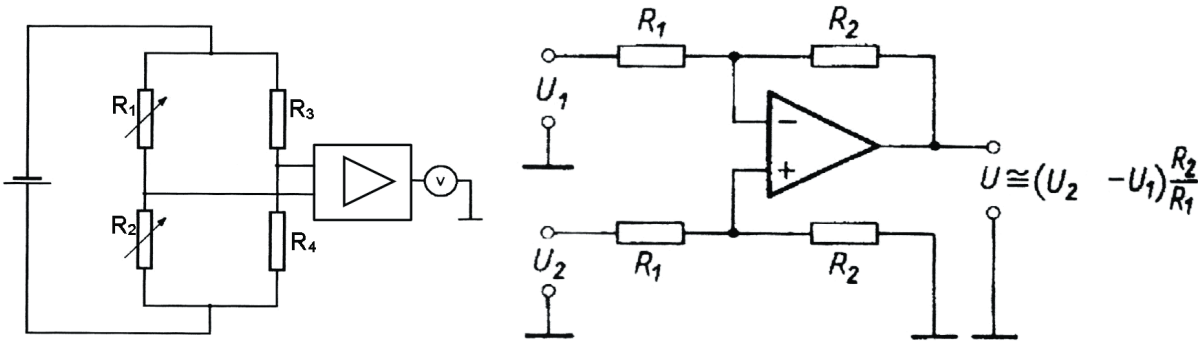 R1
R3
V
R2
R4
R1
R2
U1
−
+
U≅(U2 −U1)R2/R1
U2
R1
R2